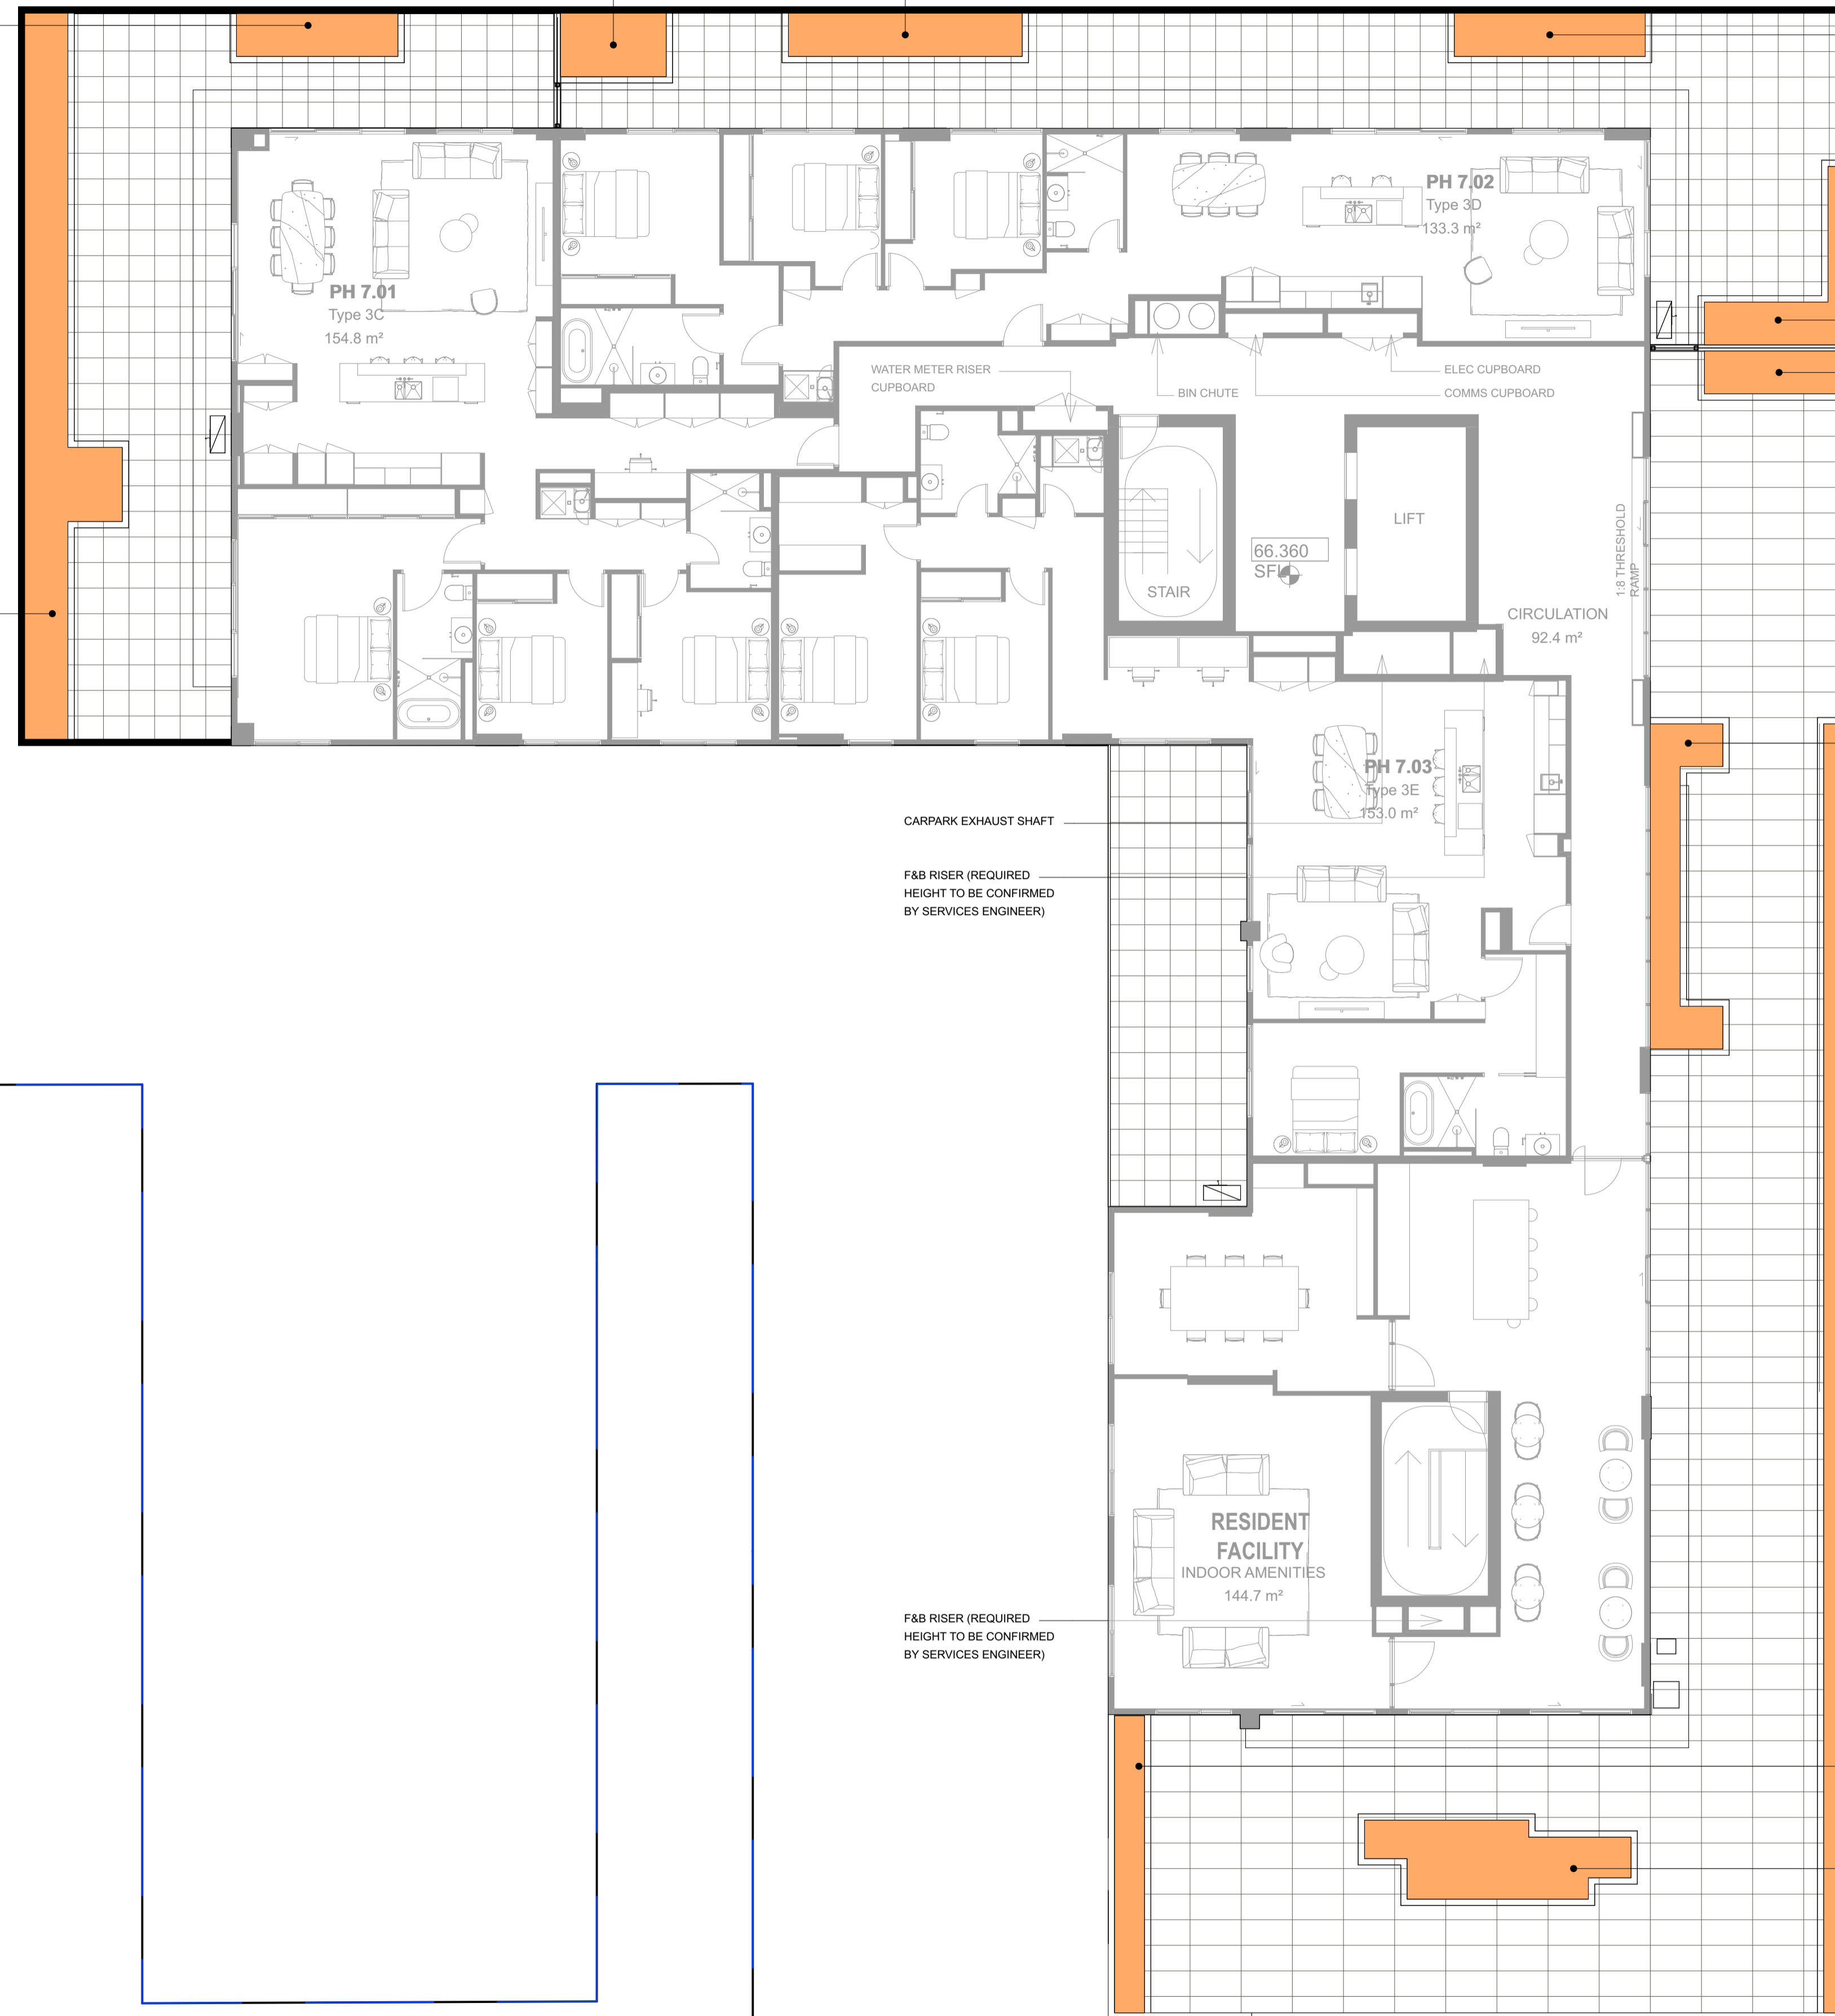 PH 7.01
Type 3C
154.8 m²
PH 7.02
Type 3D
133.3 m²
WATER METER RISER
CUPBOARD
BIN CHUTE
ELEC CUPBOARD
COMMS CUPBOARD
LIFT
66.360
SFL
STAIR
1:8 THRESHOLD
RAMP
CIRCULATION
92.4 m²
PH 7.03
Type 3E
153.0 m²
CARPARK EXHAUST SHAFT
F&B RISER (REQUIRED
HEIGHT TO BE CONFIRMED
BY SERVICES ENGINEER)
RESIDENT
FACILITY
INDOOR AMENITIES
144.7 m²
F&B RISER (REQUIRED
HEIGHT TO BE CONFIRMED
BY SERVICES ENGINEER)